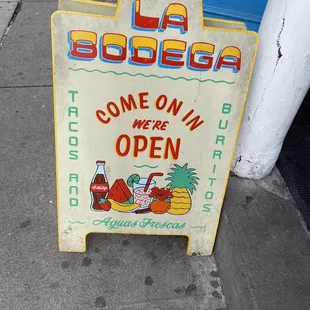 LA
BODEGA
COME ON IN
WE'RE
OPEN
TACOS AND
BURRITOS
Aguas Frescas